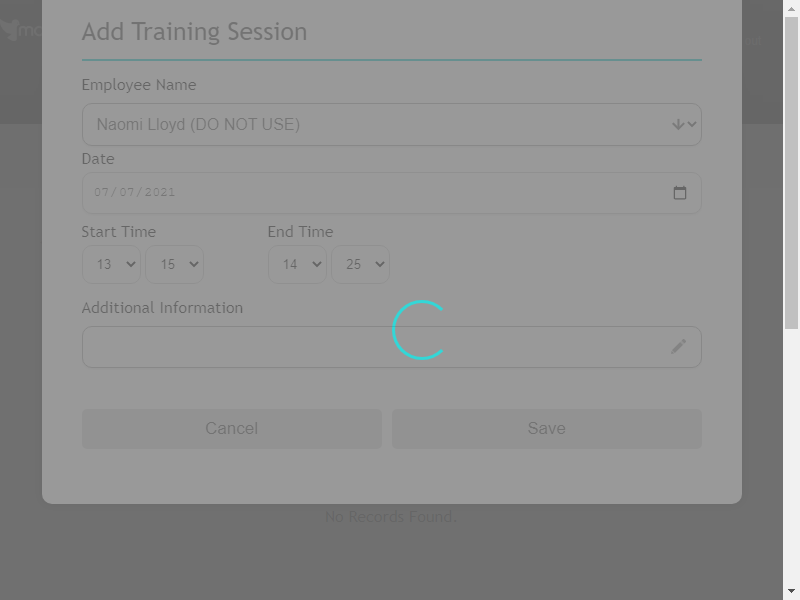 Add Training Session
Employee Name
Naomi Lloyd (DO NOT USE)
Date
07/07/2021
Start Time End Time
13 15 14 25
Additional Information
Cancel Save
No Records Found.